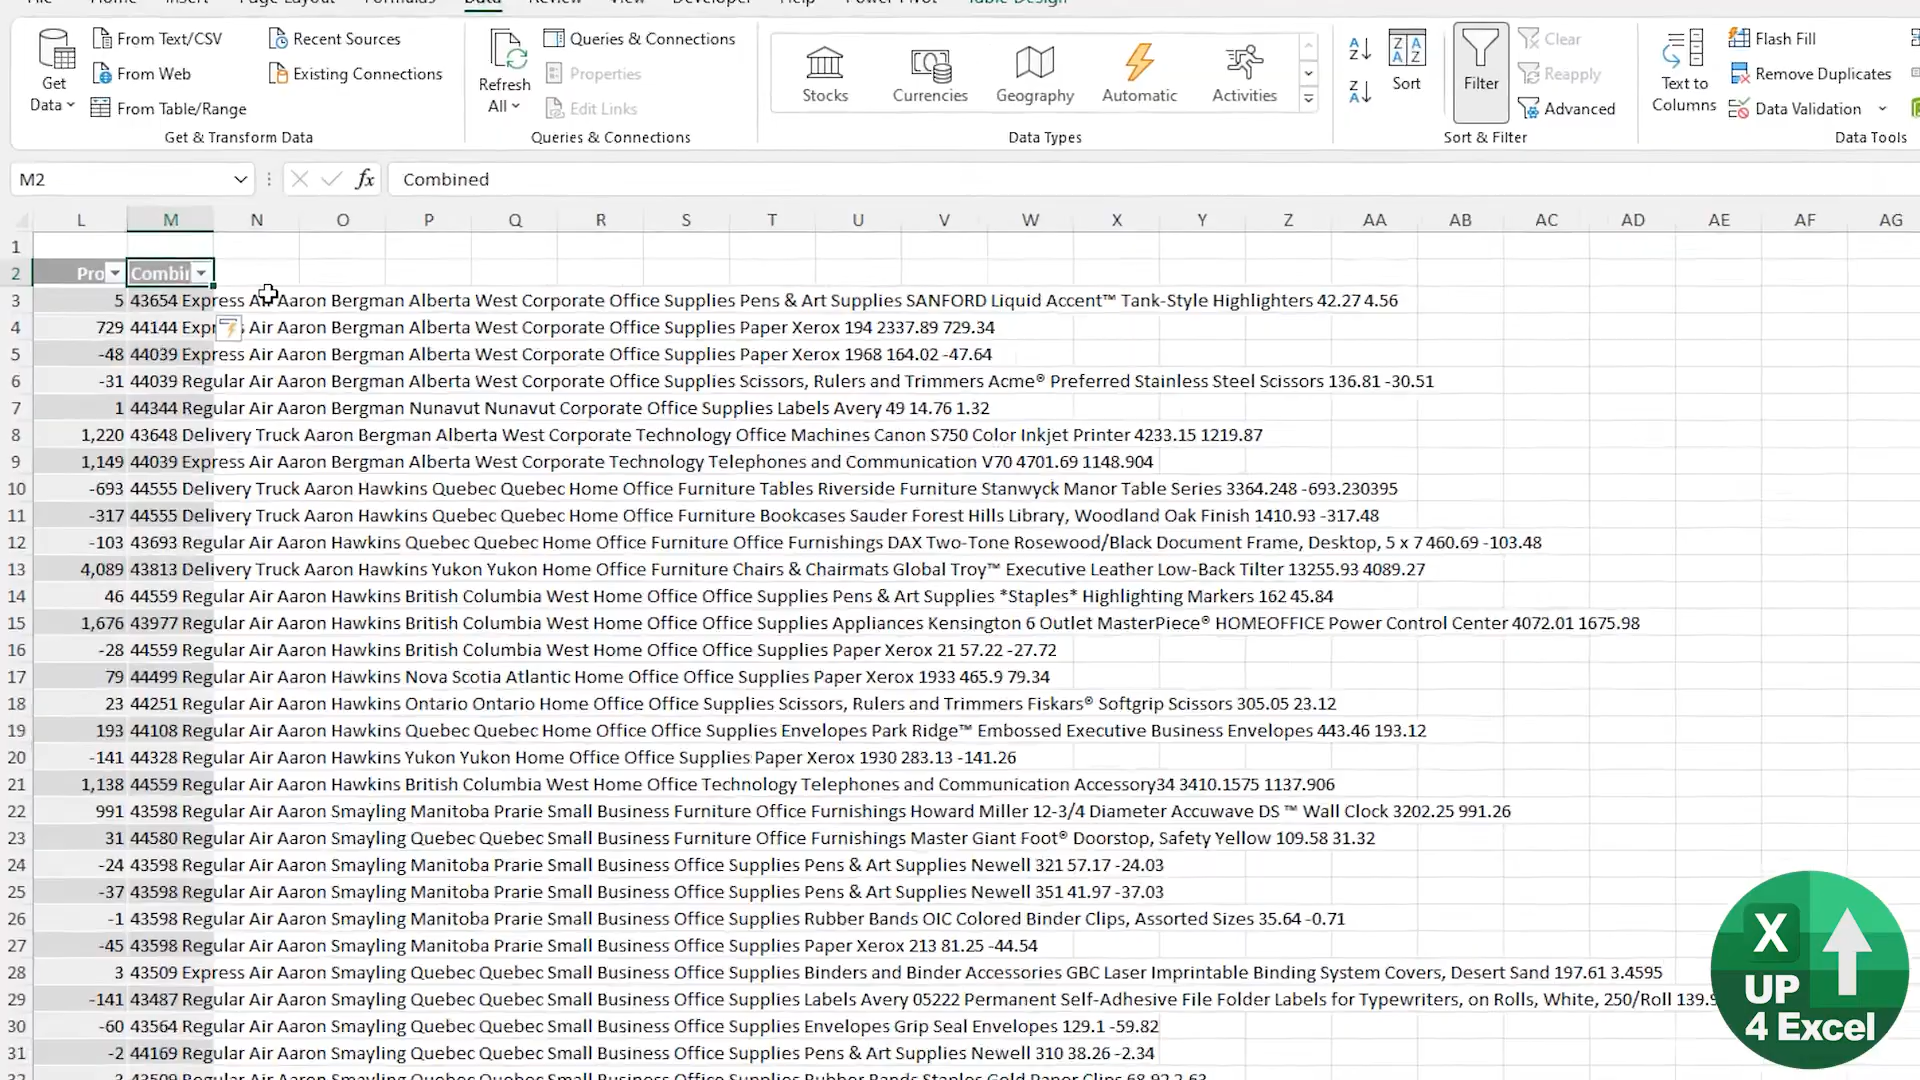 File Home Insert Page Layout Formulas Data Review View Developer Help Power Pivot Table Design
Get Data
From Text/CSV
From Web
From Table/Range
Recent Sources
Existing Connections
Get & Transform Data
Refresh All
Queries & Connections
Properties
Edit Links
Queries & Connections
Stocks Currencies Geography Automatic Activities
Data Types
Sort
Filter
Clear
Reapply
Advanced
Sort & Filter
Text to Columns
Flash Fill
Remove Duplicates
Data Validation
Data Tools
M2 fx Combined
L M N O P Q R S T U V W X Y Z AA AB AC AD AE AF AG
1
2 Pro Combin
3 5 43654 Express Air Aaron Bergman Alberta West Corporate Office Supplies Pens & Art Supplies SANFORD Liquid Accent™ Tank-Style Highlighters 42.27 4.56
4 729 44144 Express Air Aaron Bergman Alberta West Corporate Office Supplies Paper Xerox 194 2337.89 729.34
5 -48 44039 Express Air Aaron Bergman Alberta West Corporate Office Supplies Paper Xerox 1968 164.02 -47.64
6 -31 44039 Regular Air Aaron Bergman Alberta West Corporate Office Supplies Scissors, Rulers and Trimmers Acme® Preferred Stainless Steel Scissors 136.81 -30.51
7 1 44344 Regular Air Aaron Bergman Nunavut Nunavut Corporate Office Supplies Labels Avery 49 14.76 1.32
8 1,220 43648 Delivery Truck Aaron Bergman Alberta West Corporate Technology Office Machines Canon S750 Color Inkjet Printer 4233.15 1219.87
9 1,149 44039 Express Air Aaron Bergman Alberta West Corporate Technology Telephones and Communication V70 4701.69 1148.904
10 -693 44555 Delivery Truck Aaron Hawkins Quebec Quebec Home Office Furniture Tables Riverside Furniture Stanwyck Manor Table Series 3364.248 -693.230395
11 -317 44555 Delivery Truck Aaron Hawkins Quebec Quebec Home Office Furniture Bookcases Sauder Forest Hills Library, Woodland Oak Finish 1410.93 -317.48
12 -103 43693 Regular Air Aaron Hawkins Quebec Quebec Home Office Furniture Office Furnishings DAX Two-Tone Rosewood/Black Document Frame, Desktop, 5 x 7 460.69 -103.48
13 4,089 43813 Delivery Truck Aaron Hawkins Yukon Yukon Home Office Furniture Chairs & Chairmats Global Troy™ Executive Leather Low-Back Tilter 13255.93 4089.27
14 46 44559 Regular Air Aaron Hawkins British Columbia West Home Office Office Supplies Pens & Art Supplies *Staples* Highlighting Markers 162 45.84
15 1,676 43977 Regular Air Aaron Hawkins British Columbia West Home Office Office Supplies Appliances Kensington 6 Outlet MasterPiece® HOMEOFFICE Power Control Center 4072.01 1675.98
16 -28 44559 Regular Air Aaron Hawkins British Columbia West Home Office Office Supplies Paper Xerox 21 57.22 -27.72
17 79 44499 Regular Air Aaron Hawkins Nova Scotia Atlantic Home Office Office Supplies Paper Xerox 1933 465.9 79.34
18 23 44251 Regular Air Aaron Hawkins Ontario Ontario Home Office Office Supplies Scissors, Rulers and Trimmers Fiskars® Softgrip Scissors 305.05 23.12
19 193 44108 Regular Air Aaron Hawkins Quebec Quebec Home Office Office Supplies Envelopes Park Ridge™ Embossed Executive Business Envelopes 443.46 193.12
20 -141 44328 Regular Air Aaron Hawkins Yukon Yukon Home Office Office Supplies Paper Xerox 1930 283.13 -141.26
21 1,138 44559 Regular Air Aaron Hawkins British Columbia West Home Office Technology Telephones and Communication Accessory34 3410.1575 1137.906
22 991 43598 Regular Air Aaron Smayling Manitoba Prarie Small Business Furniture Office Furnishings Howard Miller 12-3/4 Diameter Accuwave DS ™ Wall Clock 3202.25 991.26
23 31 44580 Regular Air Aaron Smayling Quebec Quebec Small Business Furniture Office Furnishings Master Giant Foot® Doorstop, Safety Yellow 109.58 31.32
24 -24 43598 Regular Air Aaron Smayling Manitoba Prarie Small Business Office Supplies Pens & Art Supplies Newell 321 57.17 -24.03
25 -37 43598 Regular Air Aaron Smayling Manitoba Prarie Small Business Office Supplies Pens & Art Supplies Newell 351 41.97 -37.03
26 -1 43598 Regular Air Aaron Smayling Manitoba Prarie Small Business Office Supplies Rubber Bands OIC Colored Binder Clips, Assorted Sizes 35.64 -0.71
27 -45 43598 Regular Air Aaron Smayling Manitoba Prarie Small Business Office Supplies Paper Xerox 213 81.25 -44.54
28 3 43509 Express Air Aaron Smayling Quebec Quebec Small Business Office Supplies Binders and Binder Accessories GBC Laser Imprintable Binding System Covers, Desert Sand 197.61 3.4595
29 -141 43487 Regular Air Aaron Smayling Quebec Quebec Small Business Office Supplies Labels Avery 05222 Permanent Self-Adhesive File Folder Labels for Typewriters, on Rolls, White, 250/Roll 139.9
30 -60 43564 Regular Air Aaron Smayling Quebec Quebec Small Business Office Supplies Envelopes Grip Seal Envelopes 129.1 -59.82
31 -2 44169 Regular Air Aaron Smayling Quebec Quebec Small Business Office Supplies Pens & Art Supplies Newell 310 38.26 -2.34
32 3 43509 Regular Air Aaron Smayling Quebec Quebec Small Business Office Supplies Rubber Bands Staples Gold Paper Clips 68.92 2.63
X
UP
4 Excel